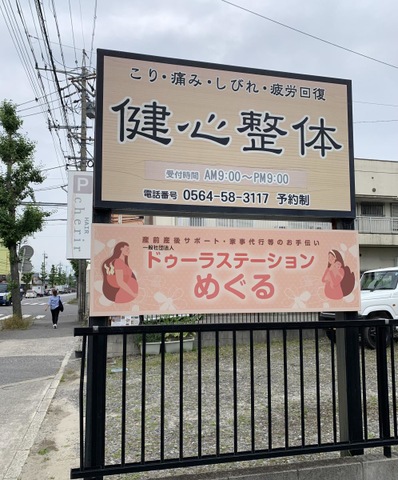 こり・痛み・しびれ・疲労回復
健心整体
受付時間 AM9:00～PM9:00
電話番号 0564-58-3117 予約制
P
HAIR
cherir
産前産後サポート・家事代行等のお手伝い
一般社団法人
ドゥーラステーション
めぐる